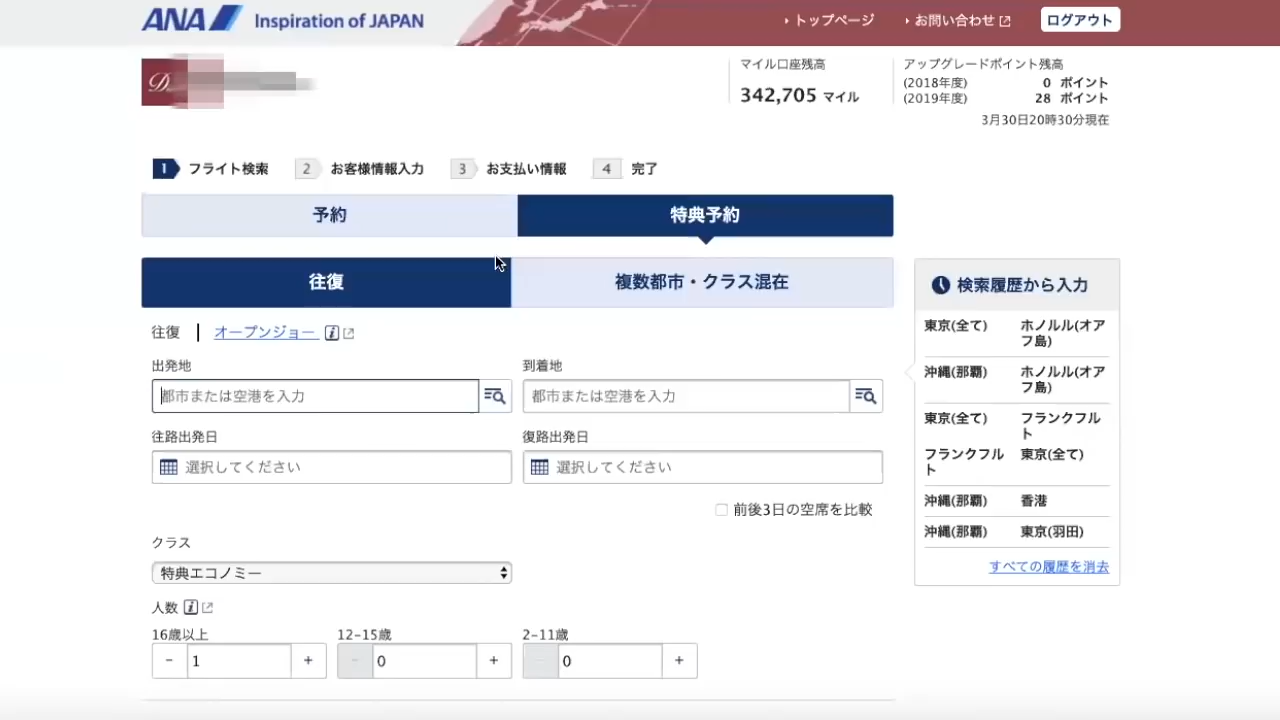 ANA Inspiration of JAPAN
トップページ
お問い合わせ
ログアウト
マイル口座残高
342,705 マイル
アップグレードポイント残高
(2018年度) 0 ポイント
(2019年度) 28 ポイント
3月30日20時30分現在
1 フライト検索 2 お客様情報入力 3 お支払い情報 4 完了
予約 特典予約
往復 複数都市・クラス混在
往復 オープンジョー
出発地 到着地
都市または空港を入力 都市または空港を入力
往路出発日 復路出発日
選択してください 選択してください
前後3日の空席を比較
クラス
特典エコノミー
人数
16歳以上 12-15歳 2-11歳
- 1 + - 0 + - 0 +
検索履歴から入力
東京(全て) ホノルル(オア
フ島)
沖縄(那覇) ホノルル(オア
フ島)
東京(全て) フランクフル
ト
フランクフル 東京(全て)
ト
沖縄(那覇) 香港
沖縄(那覇) 東京(羽田)
すべての履歴を消去